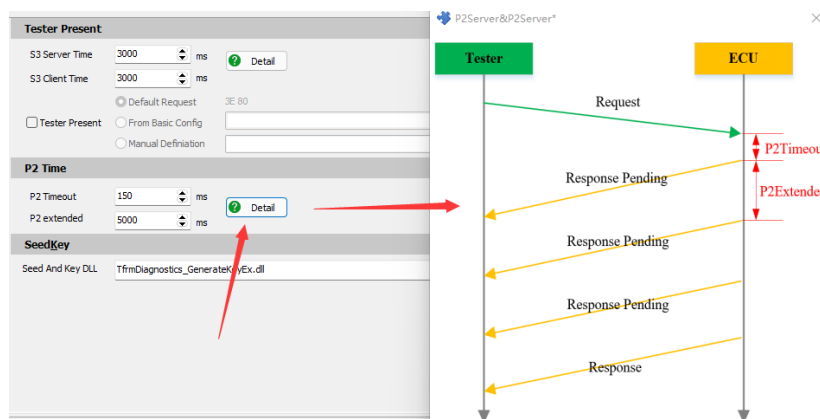 Tester Present
S3 Server Time 3000 ms
Detail
S3 Client Time 3000 ms
Default Request 3E 80
Tester Present From Basic Config
Manual Definiation
P2 Time
P2 Timeout 150 ms
Detail
P2 extended 5000 ms
SeedKey
Seed And Key DLL
P2Server&P2Server*
Tester
ECU
Request
P2Timeou
Response Pending
P2Extende
Response Pending
Response Pending
Response